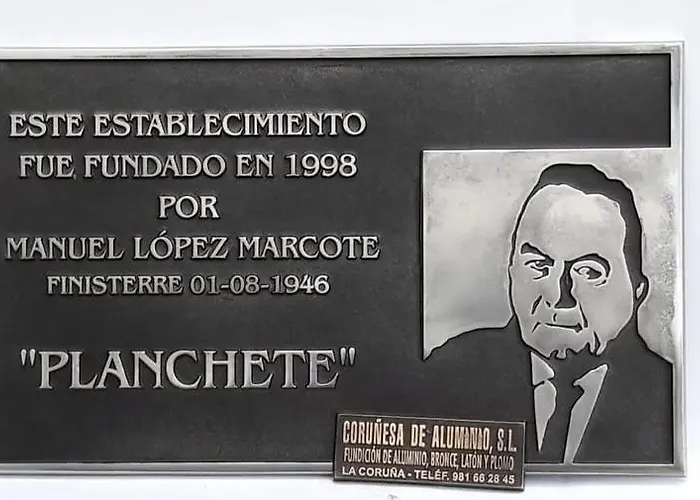 ESTE ESTABLECIMIENTO
FUE FUNDADO EN 1998
POR
MANUEL LÓPEZ MARCOTE
FINISTERRE 01-08-1946
"PLANCHETE"
CORUÑESA DE ALUMINIO, S.L.
FUNDICIÓN DE ALUMINIO, BRONCE, LATÓN Y PLOMO
LA CORUÑA - TELÉF. 981 66 28 45